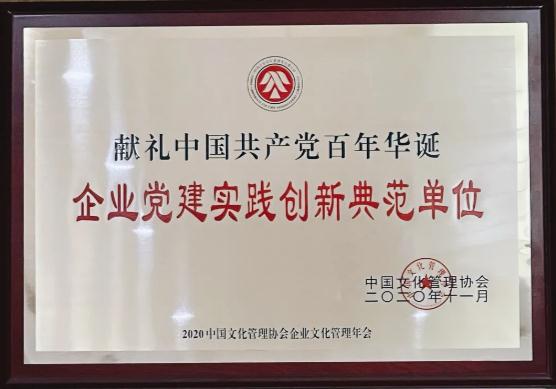 献礼中国共产党百年华诞
企业党建实践创新典范单位
中国文化管理协会
二〇二〇年十一月
2020中国文化管理协会企业文化管理年会